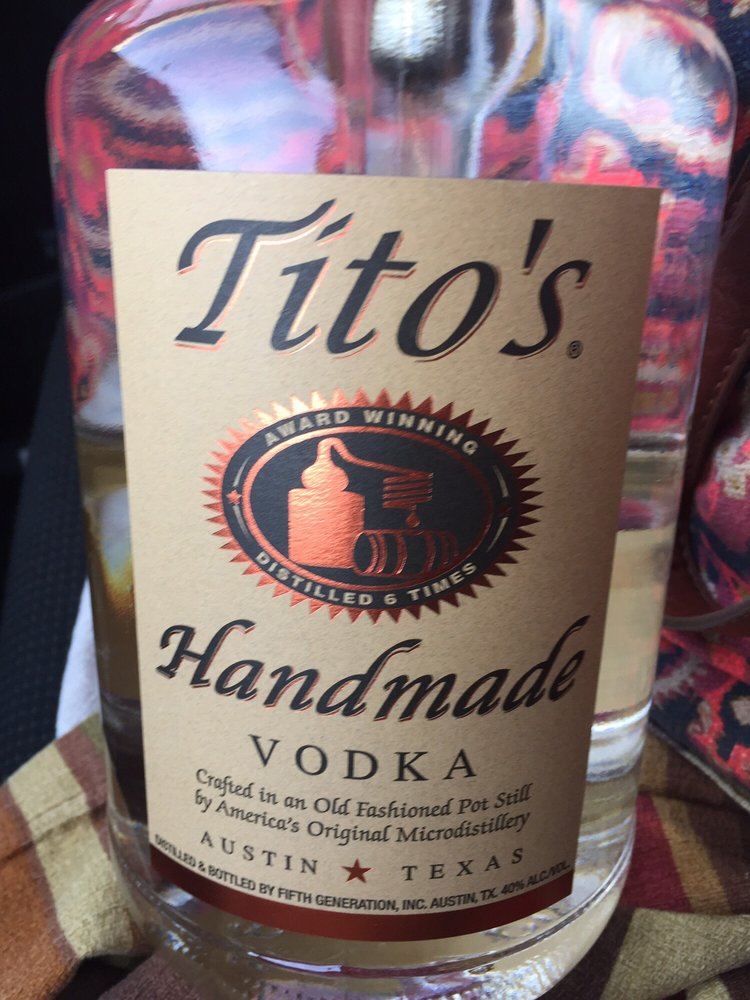 Tito's®
AWARD WINNING
DISTILLED 6 TIMES
Handmade
VODKA
Crafted in an Old Fashioned Pot Still
by America's Original Microdistillery
AUSTIN ★ TEXAS
DISTILLED & BOTTLED BY FIFTH GENERATION, INC. AUSTIN, TX. 40% ALC./VOL.